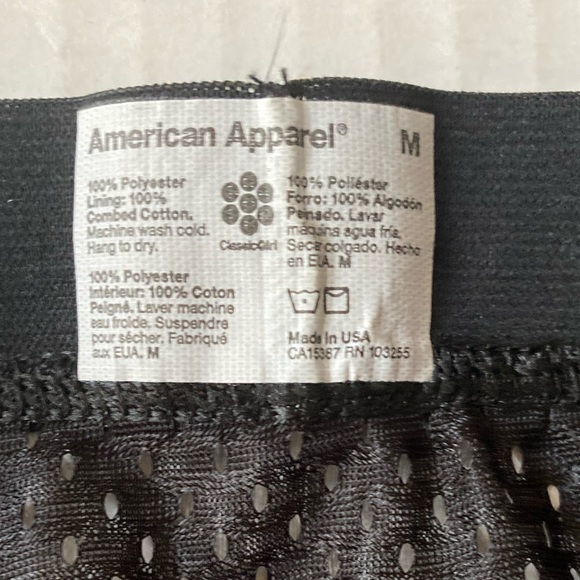 American Apparel®
M
100% Polyester
Lining: 100%
Combed Cotton.
Machine wash cold.
Hang to dry.
ClassicGirl
100% Poliéster
Forro: 100% Algodón
Peinado. Lavar
máquina agua fría.
Seca colgado. Hecho
en E.A. M
100% Polyester
Intérieur: 100% Coton
Peigné. Laver machine
eau froide. Suspendre
pour sécher. Fabriqué
aux EUA. M
Made In USA
CA15367 RN 103255